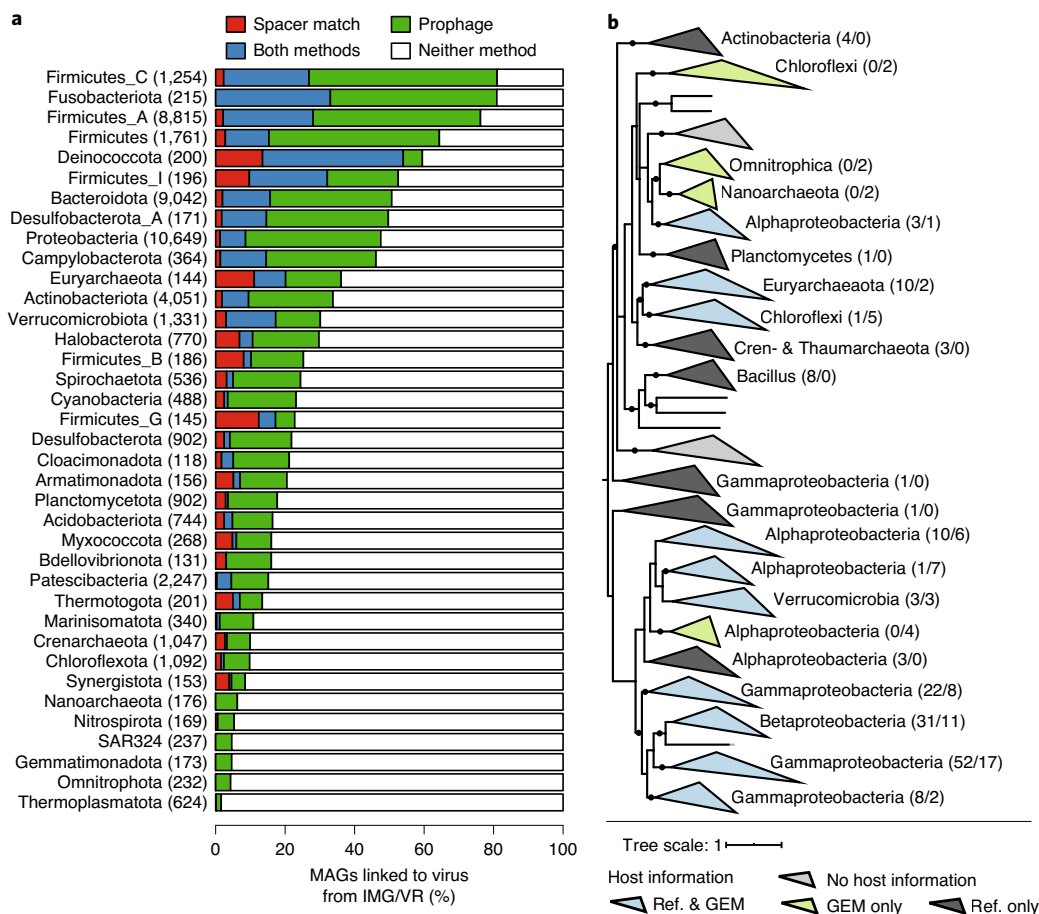 a
Spacer match
Prophage
Both methods
Neither method
Firmicutes_C (1,254)
Fusobacteriota (215)
Firmicutes_A (8,815)
Firmicutes (1,761)
Deinococcota (200)
Firmicutes_I (196)
Bacteroidota (9,042)
Desulfobacterota_A (171)
Proteobacteria (10,649)
Campylobacterota (364)
Euryarchaeota (144)
Actinobacteriota (4,051)
Verrucomicrobiota (1,331)
Halobacterota (770)
Firmicutes_B (186)
Spirochaetota (536)
Cyanobacteria (488)
Firmicutes_G (145)
Desulfobacterota (902)
Cloacimonadota (118)
Armatimonadota (156)
Planctomycetota (902)
Acidobacteriota (744)
Myxococcota (268)
Bdellovibrionota (131)
Patescibacteria (2,247)
Thermotogota (201)
Marinisomatota (340)
Crenarchaeota (1,047)
Chloroflexota (1,092)
Synergistota (153)
Nanoarchaeota (176)
Nitrospirota (169)
SAR324 (237)
Gemmatimonadota (173)
Omnitrophota (232)
Thermoplasmatota (624)
0 20 40 60 80 100
MAGs linked to virus
from IMG/VR (%)
b
Actinobacteria (4/0)
Chloroflexi (0/2)
Omnitrophica (0/2)
Nanoarchaeota (0/2)
Alphaproteobacteria (3/1)
Planctomycetes (1/0)
Euryarchaeaota (10/2)
Chloroflexi (1/5)
Cren- & Thaumarchaeota (3/0)
Bacillus (8/0)
Gammaproteobacteria (1/0)
Gammaproteobacteria (1/0)
Alphaproteobacteria (10/6)
Alphaproteobacteria (1/7)
Verrucomicrobia (3/3)
Alphaproteobacteria (0/4)
Alphaproteobacteria (3/0)
Gammaproteobacteria (22/8)
Betaproteobacteria (31/11)
Gammaproteobacteria (52/17)
Gammaproteobacteria (8/2)
Tree scale: 1
Host information
No host information
Ref. & GEM
GEM only
Ref. only